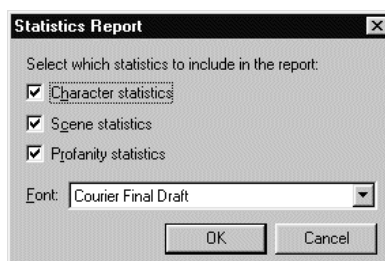 Statistics Report
Select which statistics to include in the report:
Character statistics
Scene statistics
Profanity statistics
Font: Courier Final Draft
OK Cancel